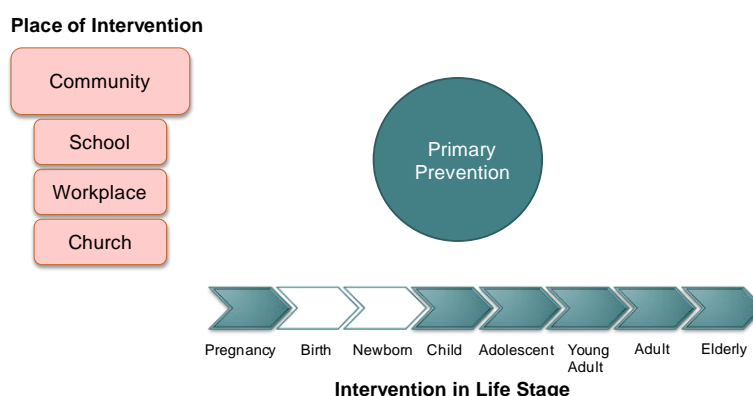 Place of Intervention
Community
School
Workplace
Church
Primary
Prevention
Pregnancy Birth Newborn Child Adolescent Young Adult Adult Elderly
Intervention in Life Stage